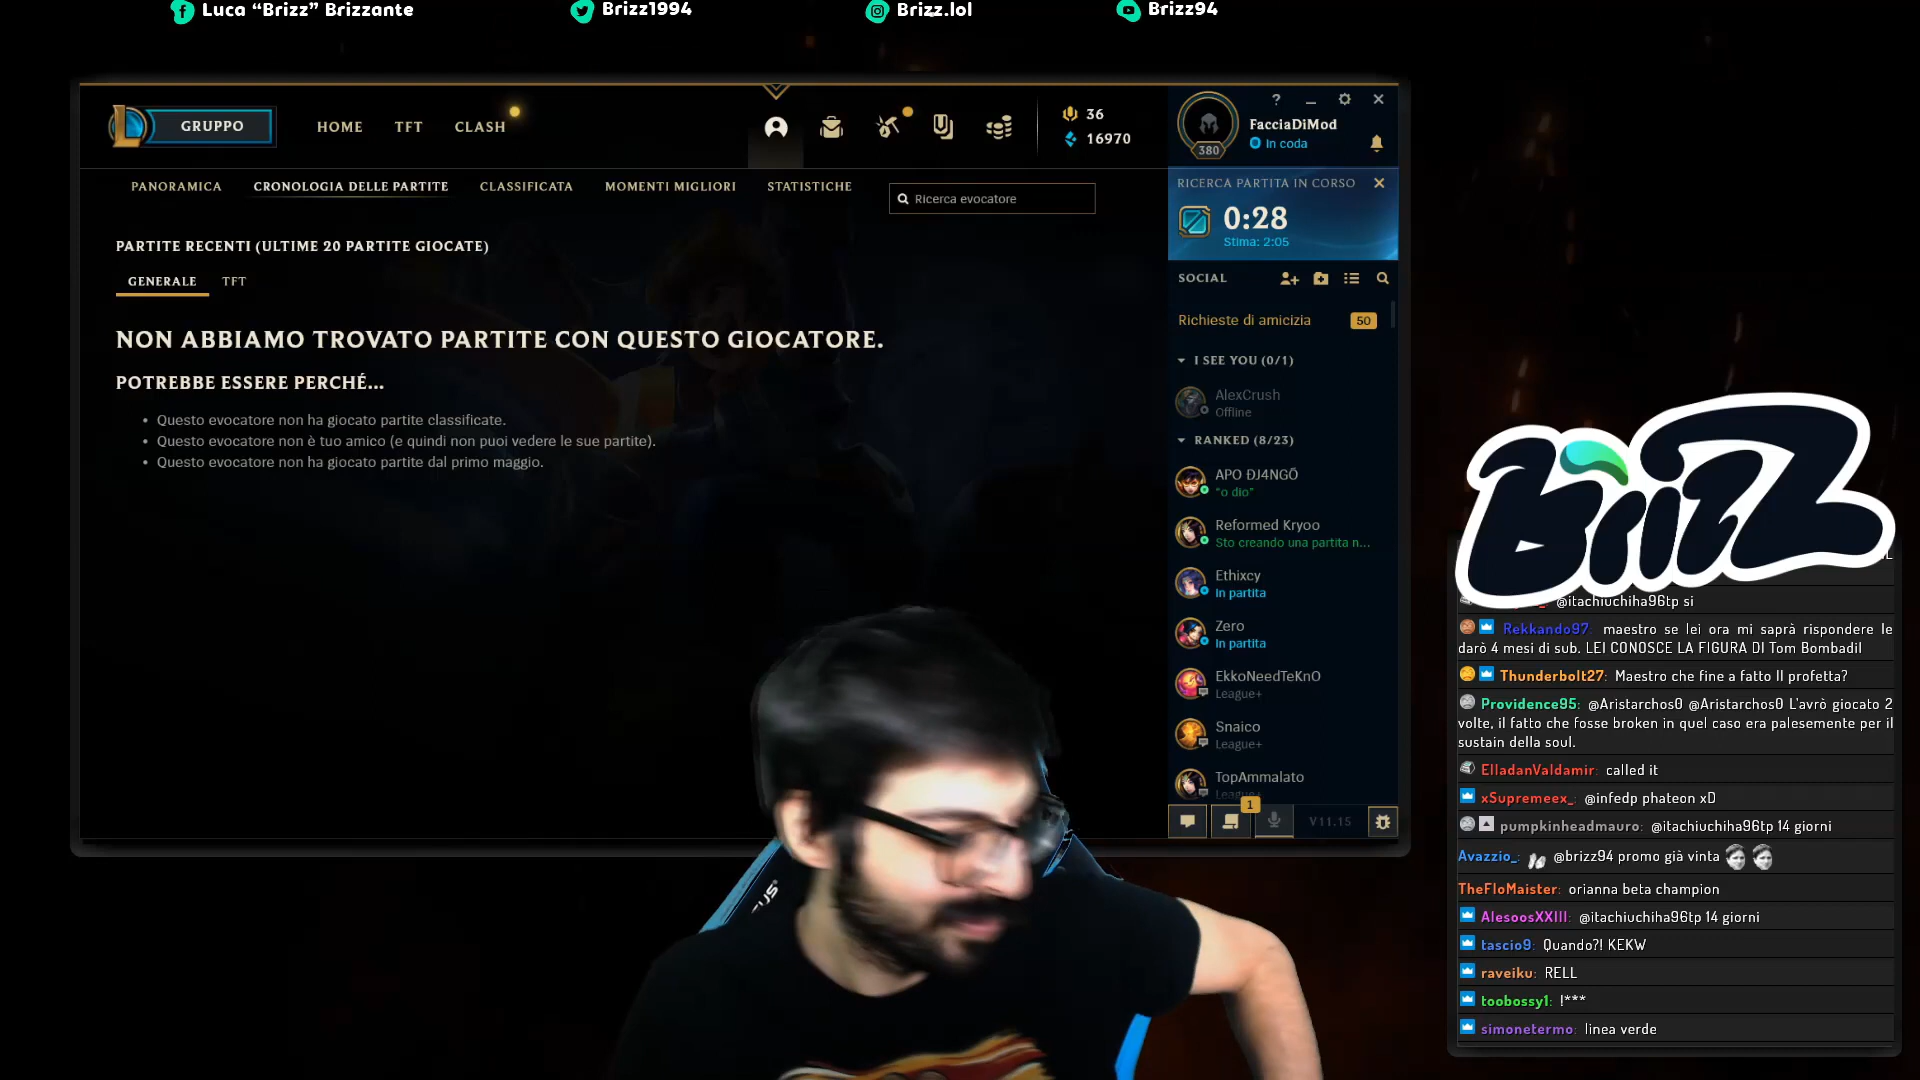 Luca “Brizz” Brizzante
Brizz1994
Brizz.lol
Brizz94
GRUPPO
HOME
TFT
CLASH
36
16970
FacciaDiMod
In coda
380
PANORAMICA
CRONOLOGIA DELLE PARTITE
CLASSIFICATA
MOMENTI MIGLIORI
STATISTICHE
Ricerca evocatore
RICERCA PARTITA IN CORSO
0:28
Stima: 2:05
PARTITE RECENTI (ULTIME 20 PARTITE GIOCATE)
GENERALE
TFT
NON ABBIAMO TROVATO PARTITE CON QUESTO GIOCATORE.
POTREBBE ESSERE PERCHÉ...
• Questo evocatore non ha giocato partite classificate.
• Questo evocatore non è tuo amico (e quindi non puoi vedere le sue partite).
• Questo evocatore non ha giocato partite dal primo maggio.
SOCIAL
Richieste di amicizia
50
I SEE YOU (0/1)
AlexCrush
Offline
RANKED (8/23)
APO ĐJ4NGÖ
"o dio"
Reformed Kryoo
Sto creando una partita n...
Ethixcy
In partita
Zero
In partita
EkkoNeedTeKnO
League+
Snaico
League+
TopAmmalato
League+
1
V11.15
BrizZ
@itachiuchiha96tp si
Rekkando97: maestro se lei ora mi saprà rispondere le
darò 4 mesi di sub. LEI CONOSCE LA FIGURA DI Tom Bombadil
Thunderbolt27: Maestro che fine a fatto Il profetta?
Providence95: @Aristarchos0 @Aristarchos0 L'avrò giocato 2
volte, il fatto che fosse broken in quel caso era palesemente per il
sustain della soul.
ElladanValdamir: called it
xSupremeex_: @infedp phateon xD
pumpkinheadmauro: @itachiuchiha96tp 14 giorni
Avazzio_: @brizz94 promo già vinta
TheFloMaister: orianna beta champion
AlesoosXXIII: @itachiuchiha96tp 14 giorni
tascio9: Quando?! KEKW
raveiku: RELL
toobossy1: !***
simonetermo: linea verde